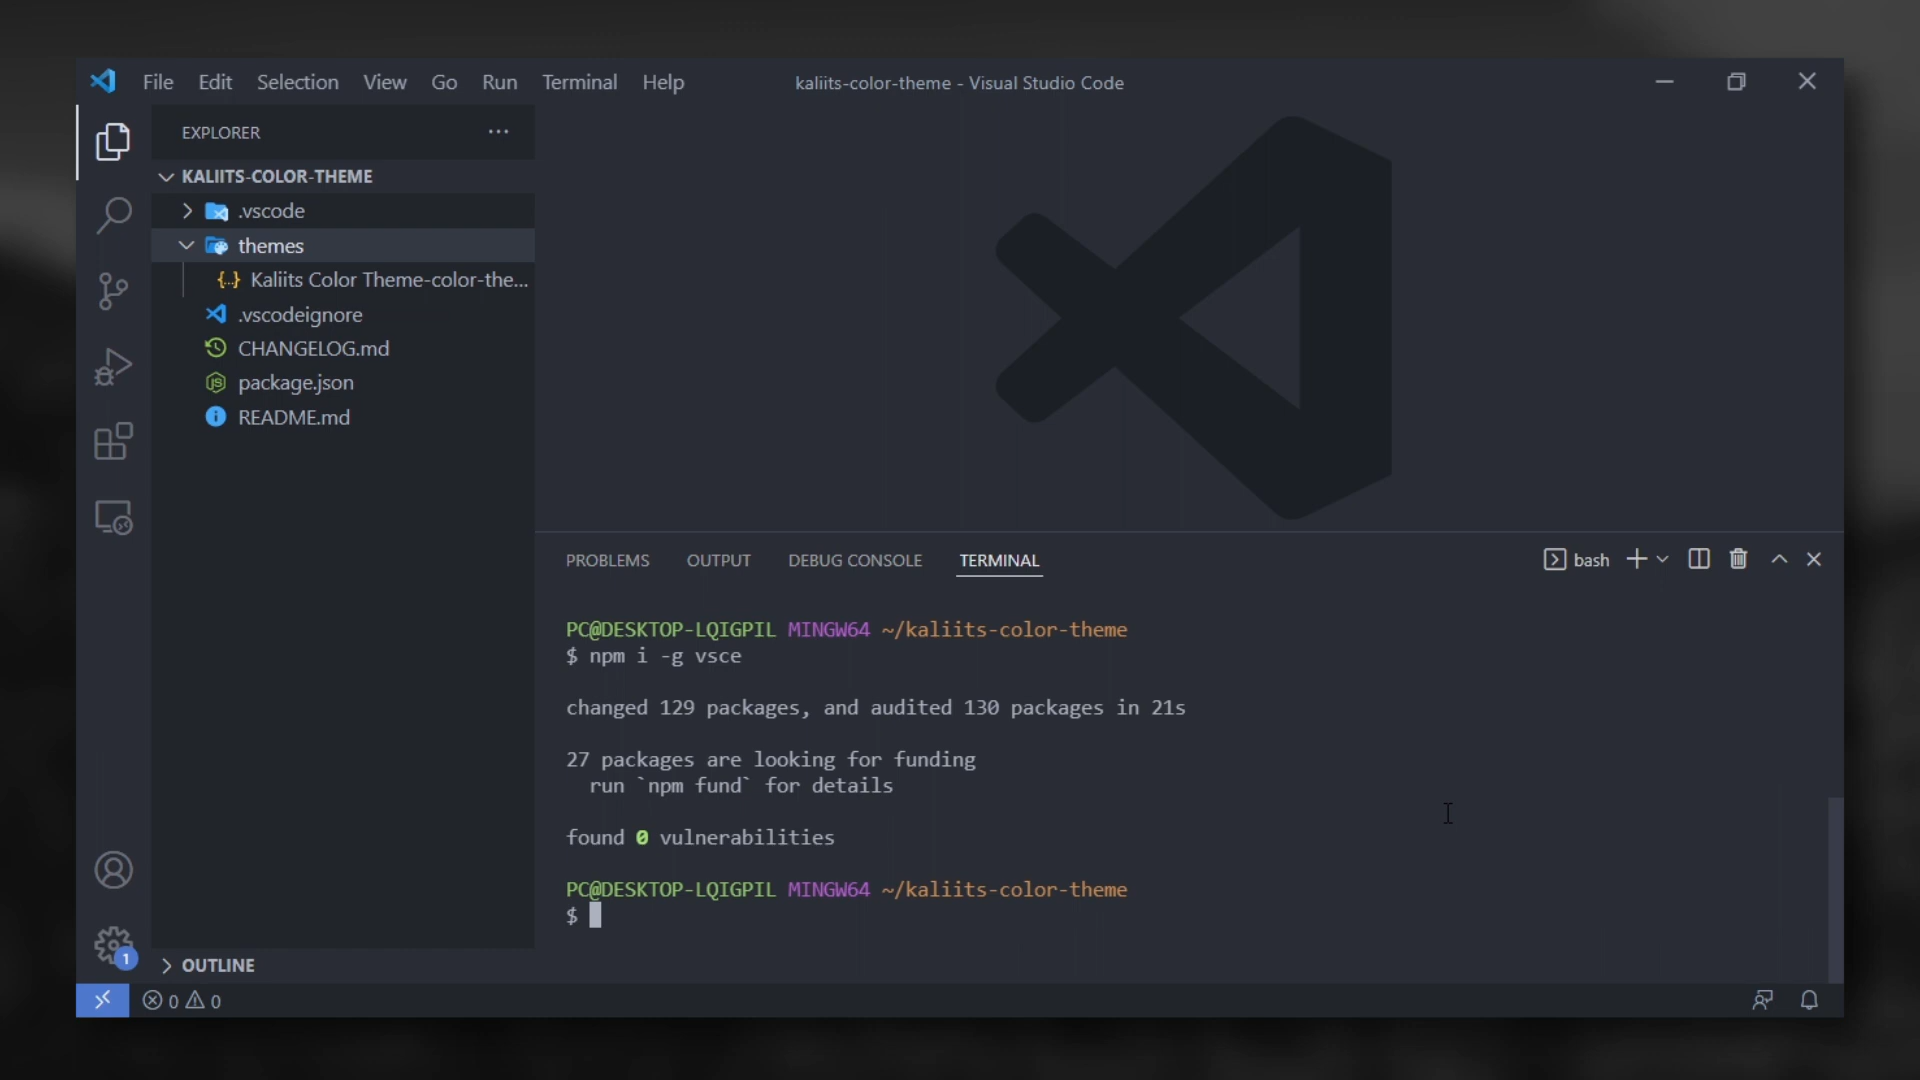 File Edit Selection View Go Run Terminal Help kaliits-color-theme - Visual Studio Code
EXPLORER
KALIITS-COLOR-THEME
.vscode
themes
{..} Kaliits Color Theme-color-the...
.vscodeignore
CHANGELOG.md
package.json
README.md
OUTLINE
PROBLEMS OUTPUT DEBUG CONSOLE TERMINAL bash
PC@DESKTOP-LQIGPIL MINGW64 ~/kaliits-color-theme
$ npm i -g vsce
changed 129 packages, and audited 130 packages in 21s
27 packages are looking for funding
run `npm fund` for details
found 0 vulnerabilities
PC@DESKTOP-LQIGPIL MINGW64 ~/kaliits-color-theme
$
1
0 0